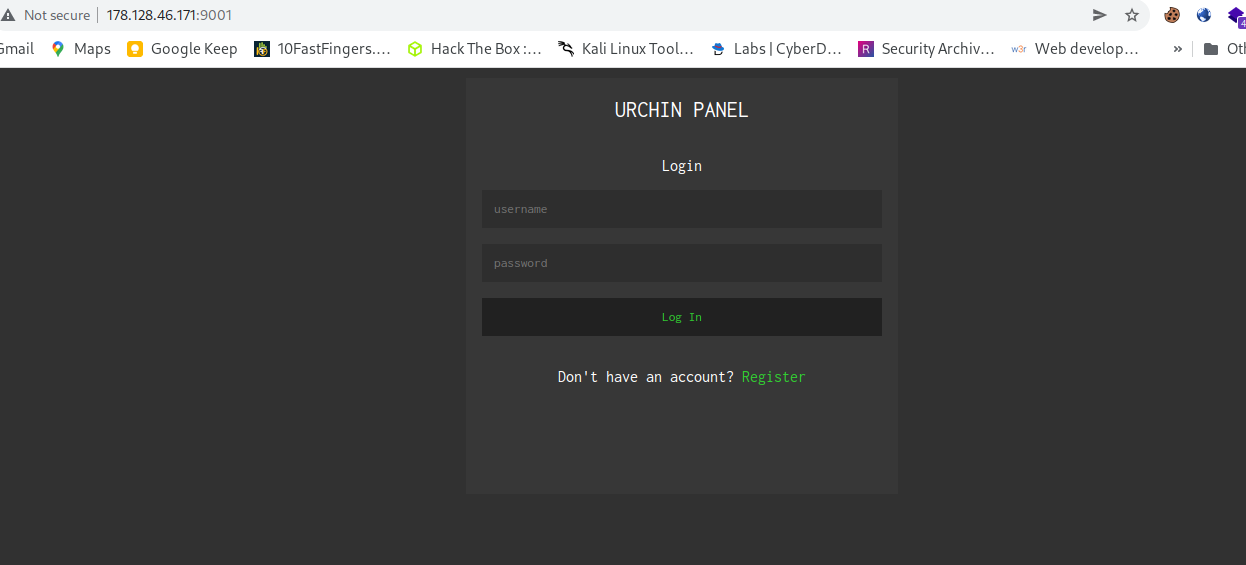 Not secure | 178.128.46.171:9001
Gmail Maps Google Keep 10FastFingers.... Hack The Box :... Kali Linux Tool... Labs | CyberD... Security Archiv... Web develop... » Oth
URCHIN PANEL
Login
username
password
Log In
Don't have an account? Register